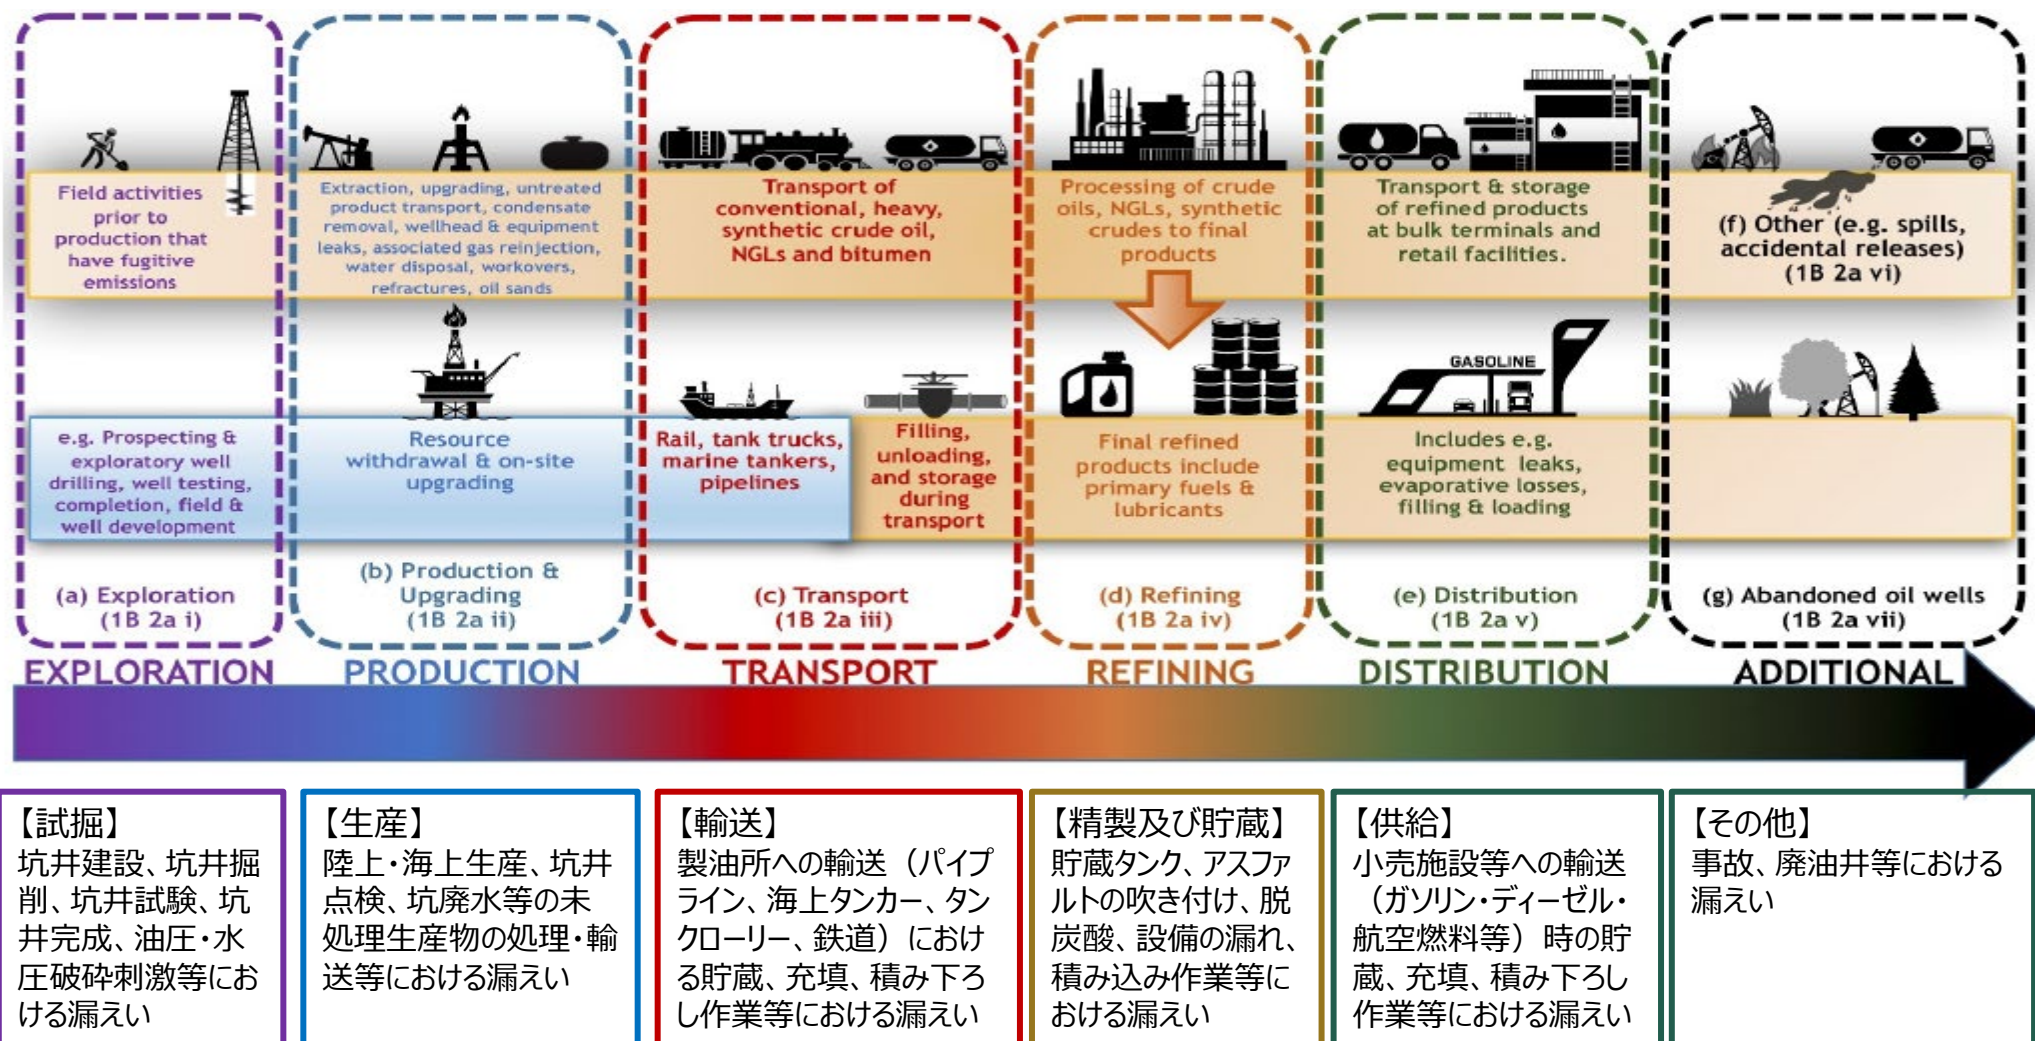 Field activities
prior to
production that
have fugitive
emissions
Extraction, upgrading, untreated
product transport, condensate
removal, wellhead & equipment
leaks, associated gas reinjection,
water disposal, workovers,
refractures, oil sands
Transport of
conventional, heavy,
synthetic crude oil,
NGLs and bitumen
Processing of crude
oils, NGLs, synthetic
crudes to final
products
Transport & storage
of refined products
at bulk terminals and
retail facilities.
(f) Other (e.g. spills,
accidental releases)
(1B 2a vi)
GASOLINE
e.g. Prospecting &
exploratory well
drilling, well testing,
completion, field &
well development
Resource
withdrawal & on-site
upgrading
Rail, tank trucks,
marine tankers,
pipelines
Filling,
unloading,
and storage
during
transport
Final refined
products include
primary fuels &
lubricants
Includes e.g.
equipment leaks,
evaporative losses,
filling & loading
(a) Exploration
(1B 2a i)
(b) Production &
Upgrading
(1B 2a ii)
(c) Transport
(1B 2a iii)
(d) Refining
(1B 2a iv)
(e) Distribution
(1B 2a v)
(g) Abandoned oil wells
(1B 2a vii)
EXPLORATION
PRODUCTION
TRANSPORT
REFINING
DISTRIBUTION
ADDITIONAL
【試掘】
坑井建設、坑井掘
削、坑井試験、坑
井完成、油圧・水
圧破砕刺激等にお
ける漏えい
【生産】
陸上・海上生産、坑井
点検、坑廃水等の未
処理生産物の処理・輸
送等における漏えい
【輸送】
製油所への輸送（パイプ
ライン、海上タンカー、タン
クローリー、鉄道）におけ
る貯蔵、充填、積み下ろ
し作業等における漏えい
【精製及び貯蔵】
貯蔵タンク、アスファ
ルトの吹き付け、脱
炭酸、設備の漏れ、
積み込み作業等に
おける漏えい
【供給】
小売施設等への輸送
（ガソリン・ディーゼル・
航空燃料等）時の貯
蔵、充填、積み下ろし
作業等における漏えい
【その他】
事故、廃油井等における
漏えい